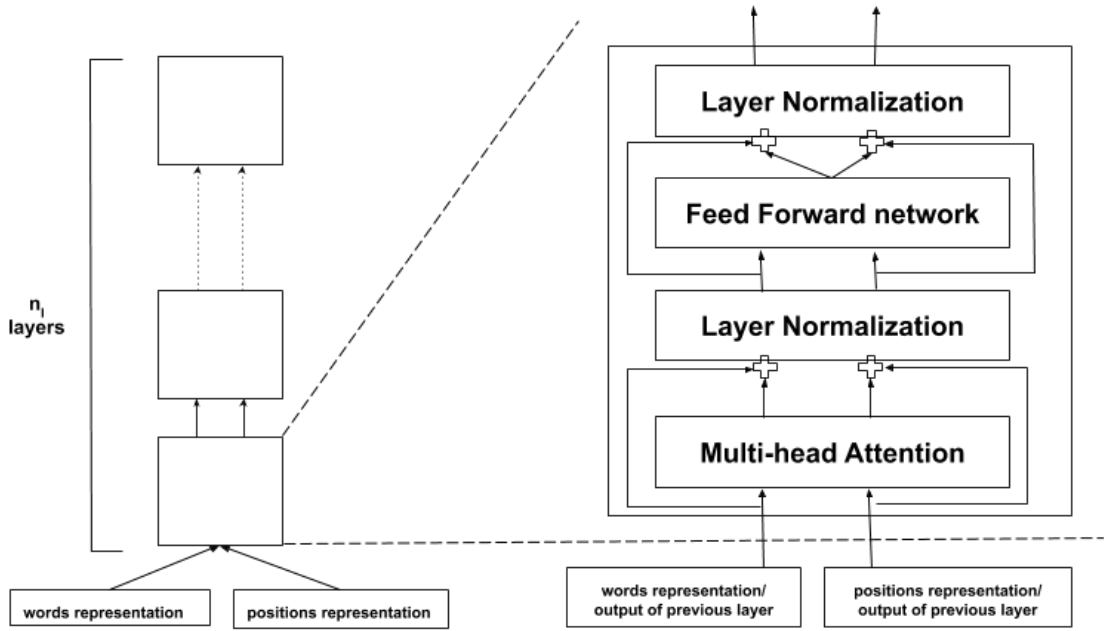 n_l
layers
words representation
positions representation
Layer Normalization
Feed Forward network
Layer Normalization
Multi-head Attention
words representation/
output of previous layer
positions representation/
output of previous layer